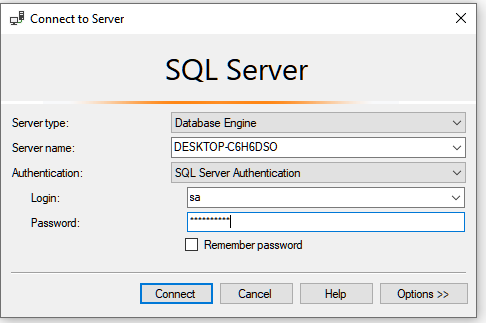 Connect to Server
SQL Server
Server type: Database Engine
Server name: DESKTOP-C6H6DSO
Authentication: SQL Server Authentication
Login: sa
Password: **********
Remember password
Connect Cancel Help Options >>